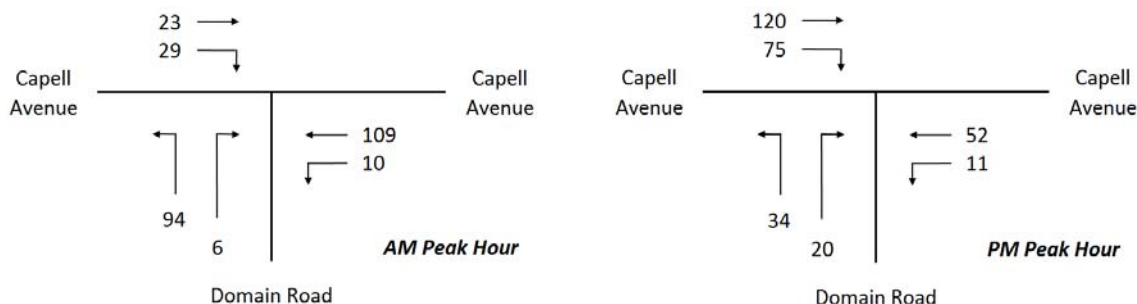 23
29
Capell
Avenue
Capell
Avenue
109
10
94
6
AM Peak Hour
Domain Road
120
75
Capell
Avenue
Capell
Avenue
52
11
34
20
PM Peak Hour
Domain Road